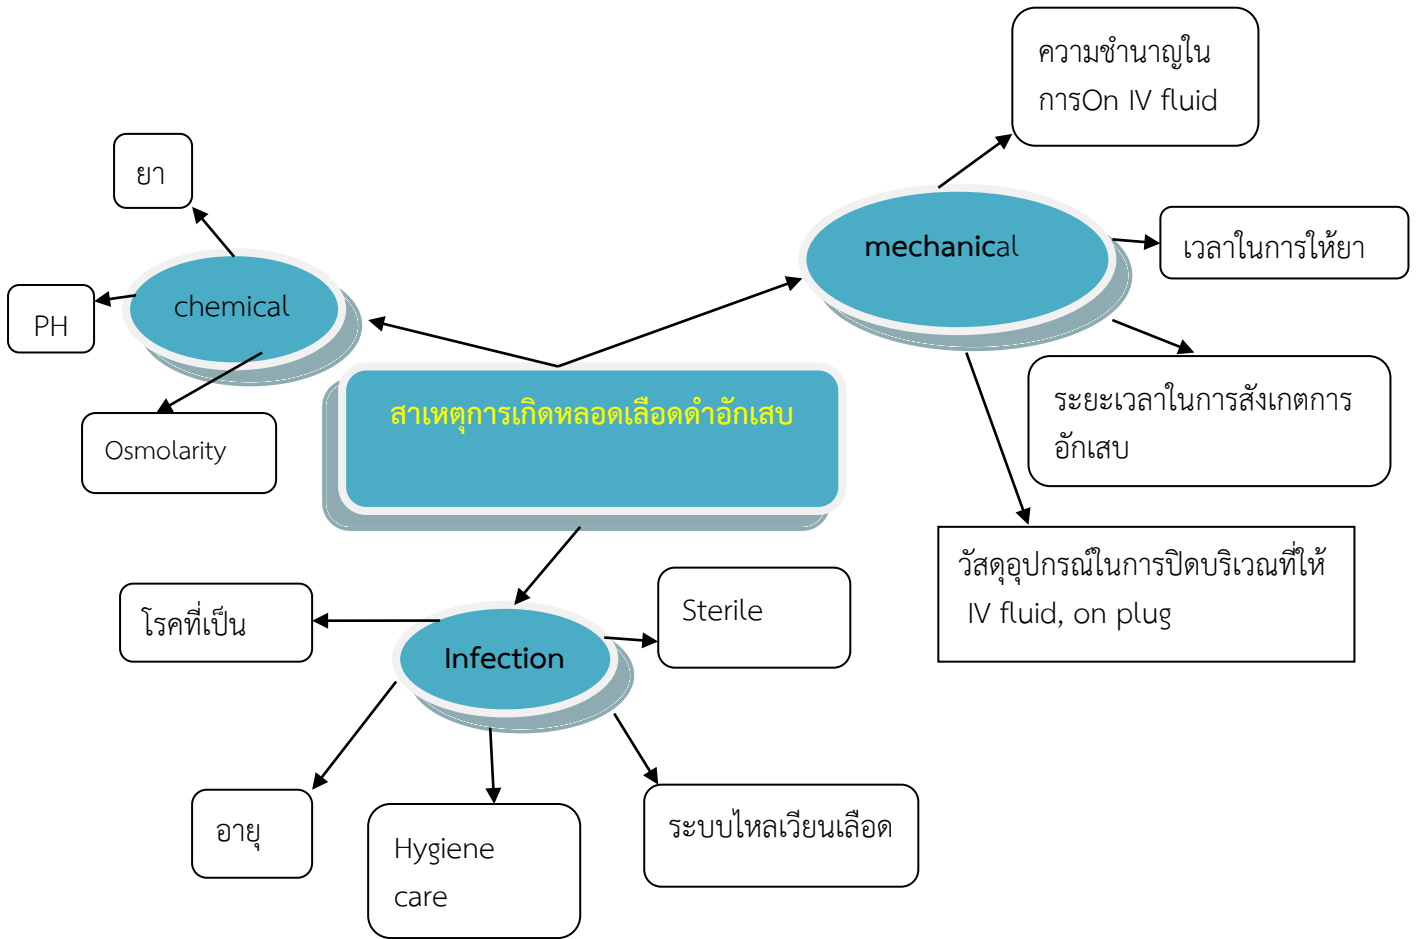 ความชำนาญใน
การOn IV fluid
ยา
mechanical
เวลาในการให้ยา
chemical
PH
สาเหตุการเกิดหลอดเลือดดำอักเสบ
ระยะเวลาในการสังเกตการ
อักเสบ
Osmolarity
วัสดุอุปกรณ์ในการปิดบริเวณที่ให้
IV fluid, on plug
โรคที่เป็น
Sterile
Infection
อายุ
Hygiene
care
ระบบไหลเวียนเลือด